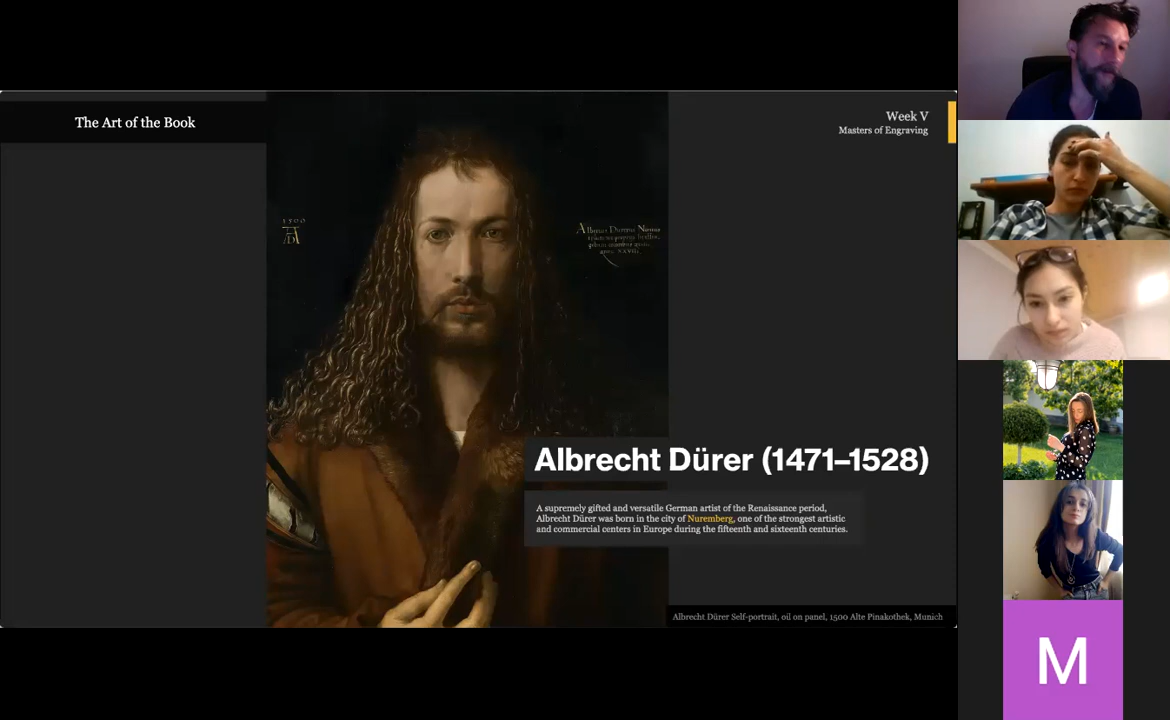 The Art of the Book
Week V
Masters of Engraving
1500
AD
Albrecht Dürer (1471–1528)
A supremely gifted and versatile German artist of the Renaissance period,
Albrecht Dürer was born in the city of Nuremberg, one of the strongest artistic
and commercial centers in Europe during the fifteenth and sixteenth centuries.
Albrecht Dürer Self-portrait, oil on panel, 1500 Alte Pinakothek, Munich
M